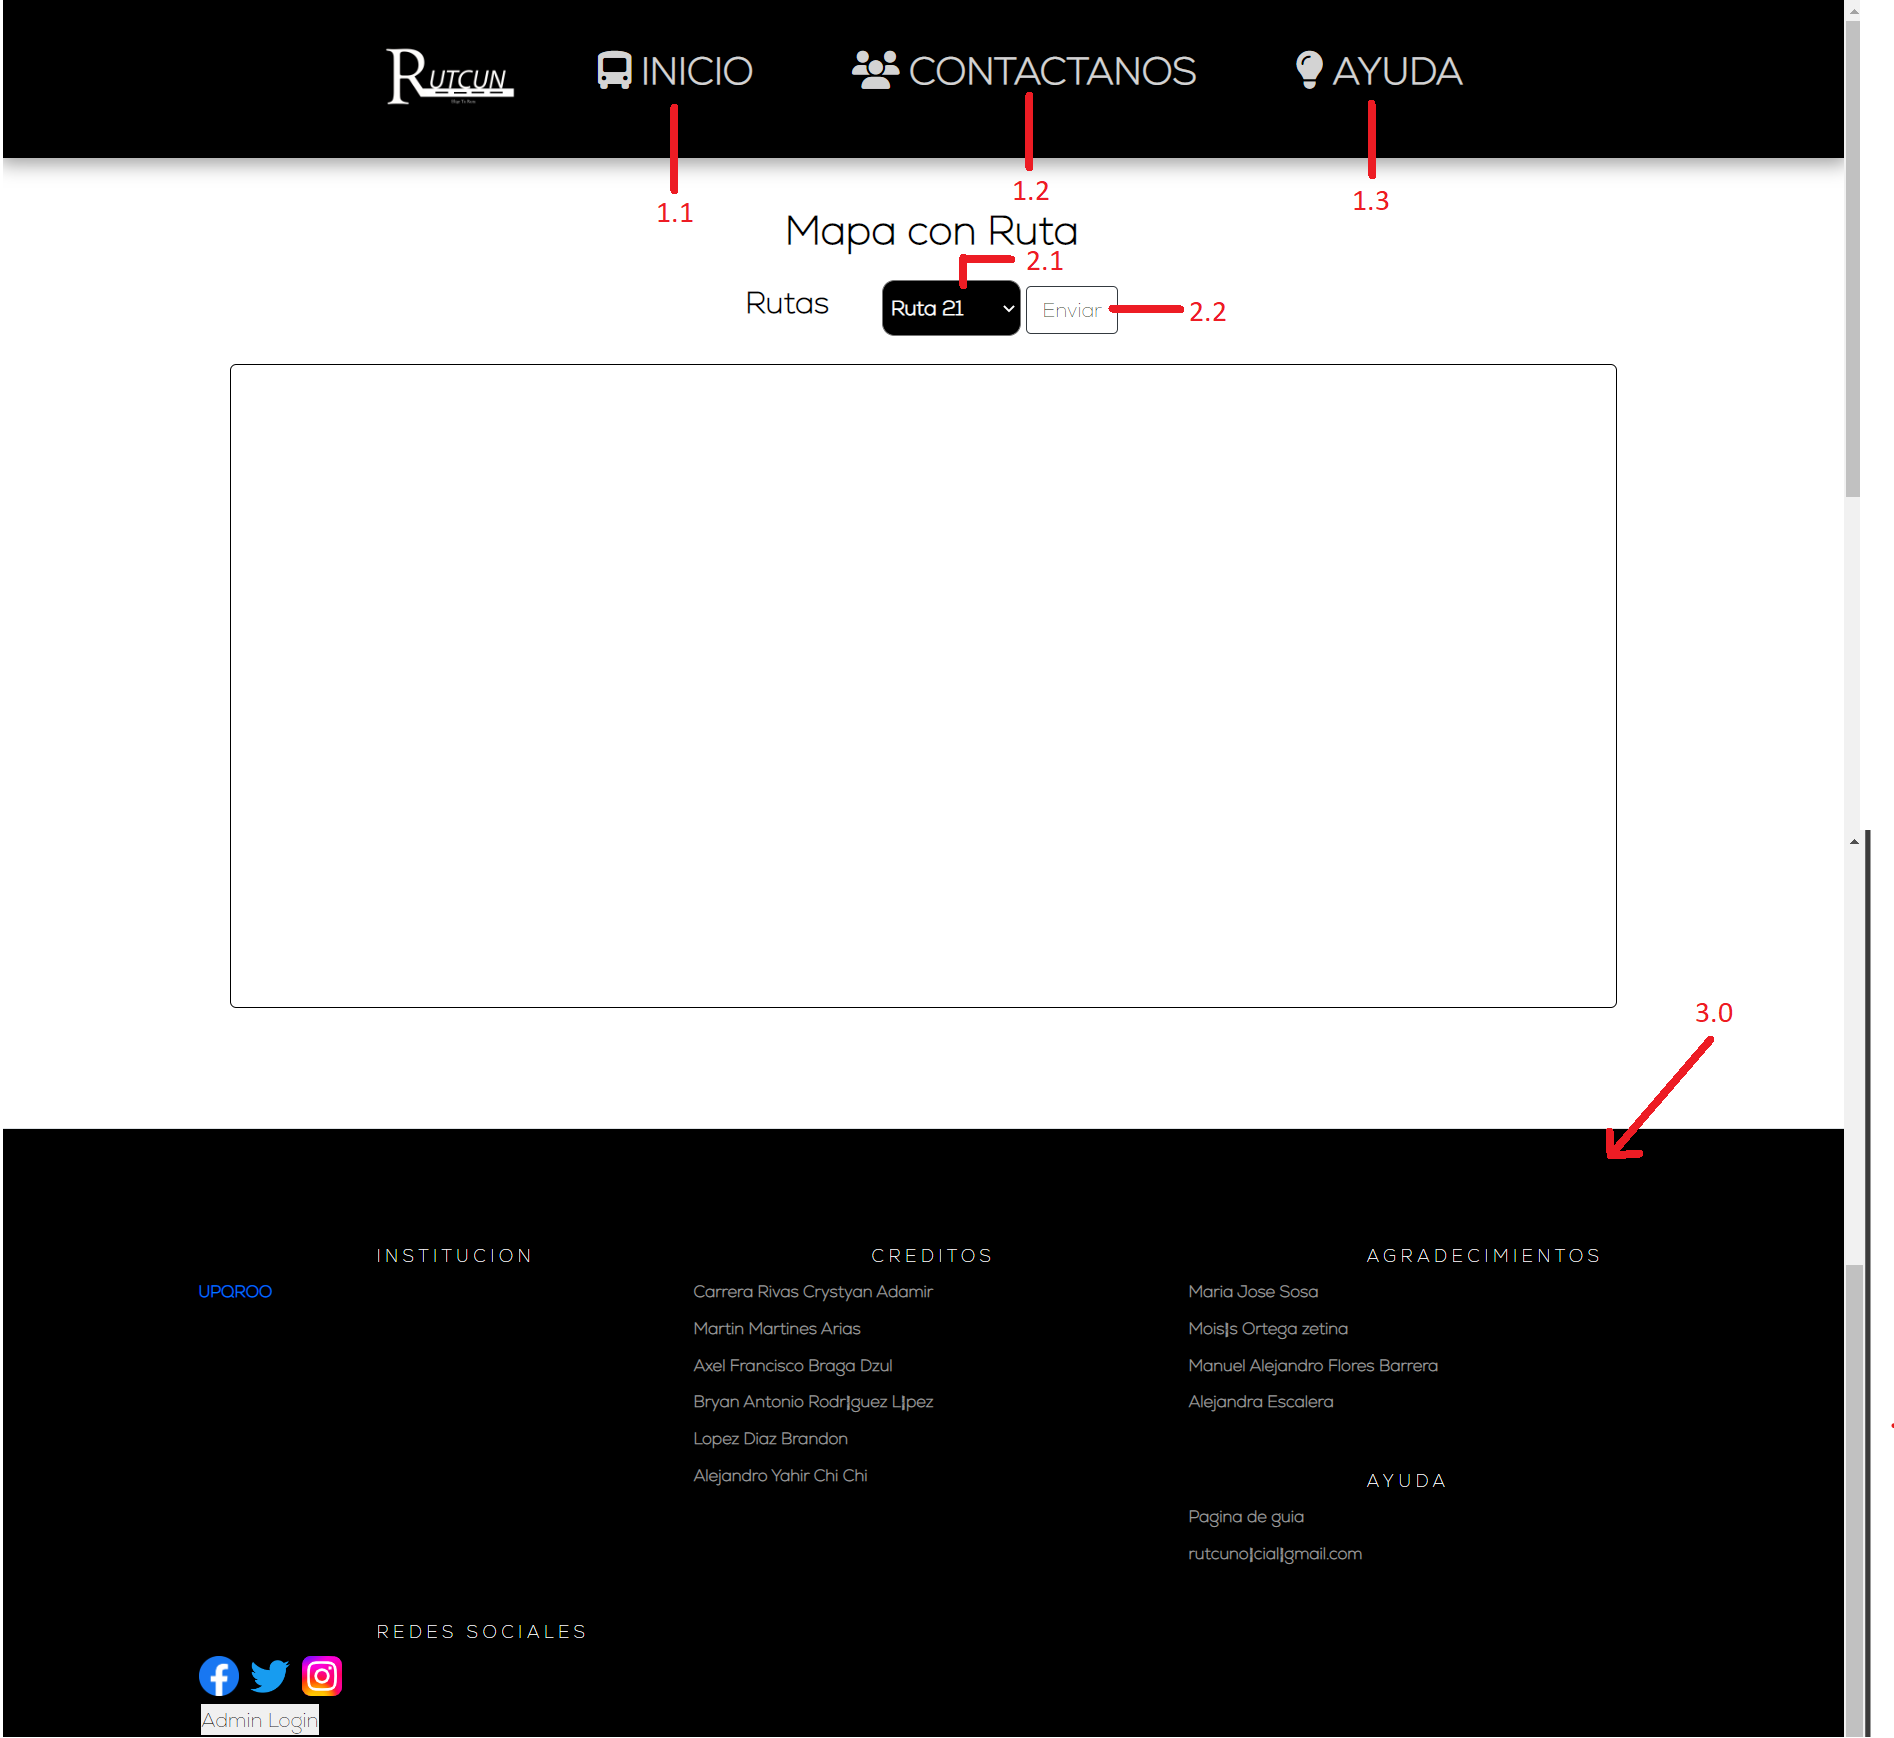 RUTCUN
INICIO
CONTACTANOS
AYUDA
1.1
1.2
1.3
Mapa con Ruta
2.1
Rutas
Ruta 21
Enviar
2.2
3.0
INSTITUCION
UPQROO
CREDITOS
Carrera Rivas Crystyan Adamir
Martin Martines Arias
Axel Francisco Braga Dzul
Bryan Antonio Rodr|guez L|pez
Lopez Diaz Brandon
Alejandro Yahir Chi Chi
AGRADECIMIENTOS
Maria Jose Sosa
Mois|s Ortega zetina
Manuel Alejandro Flores Barrera
Alejandra Escalera
AYUDA
Pagina de guia
rutcuno|cial|gmail.com
REDES SOCIALES
Admin Login